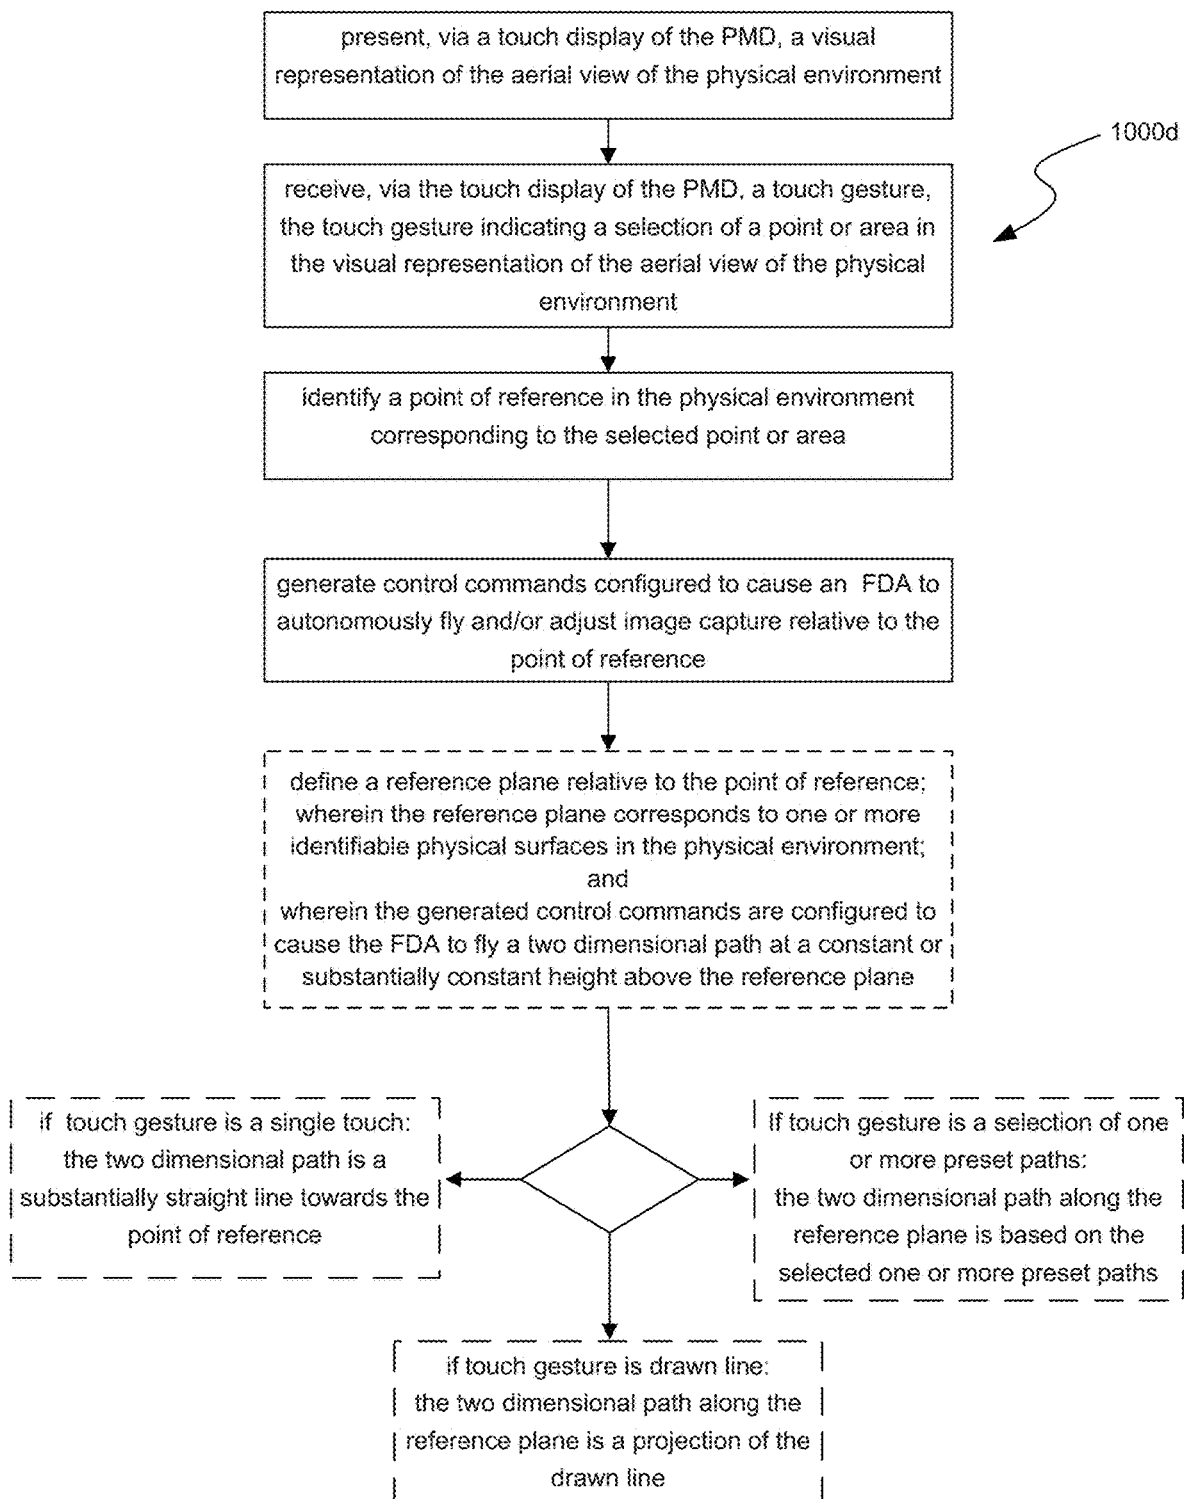 present, via a touch display of the PMD, a visual
representation of the aerial view of the physical environment
1000d
receive, via the touch display of the PMD, a touch gesture,
the touch gesture indicating a selection of a point or area in
the visual representation of the aerial view of the physical
environment
identify a point of reference in the physical environment
corresponding to the selected point or area
generate control commands configured to cause an FDA to
autonomously fly and/or adjust image capture relative to the
point of reference
define a reference plane relative to the point of reference;
wherein the reference plane corresponds to one or more
identifiable physical surfaces in the physical environment;
and
wherein the generated control commands are configured to
cause the FDA to fly a two dimensional path at a constant or
substantially constant height above the reference plane
if touch gesture is a single touch:
the two dimensional path is a
substantially straight line towards the
point of reference
If touch gesture is a selection of one
or more preset paths:
the two dimensional path along the
reference plane is based on the
selected one or more preset paths
if touch gesture is drawn line:
the two dimensional path along the
reference plane is a projection of the
drawn line